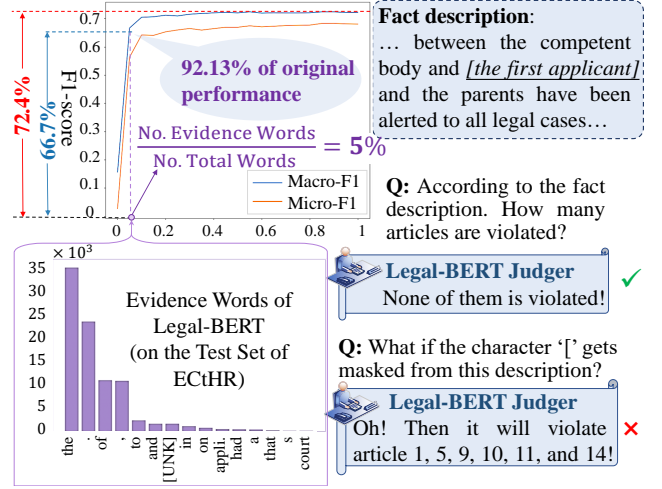 0.7
0.6
0.5
0.4
0.3
0.2
0.1
0
F1-score
72.4%
66.7%
92.13% of original
performance
No. Evidence Words
No. Total Words
= 5%
Macro-F1
Micro-F1
0 0.2 0.4 0.6 0.8 1
× 10³
35
30
25
20
15
10
5
0
Evidence Words of
Legal-BERT
(on the Test Set of
ECtHR)
the
.
of
,
to
and
[UNK]
in
on
appli.
had
a
that
s
court
Fact description:
… between the competent
body and [the first applicant]
and the parents have been
alerted to all legal cases…
Q: According to the fact
description. How many
articles are violated?
Legal-BERT Judger
None of them is violated!
✓
Q: What if the character ‘[’ gets
masked from this description?
Legal-BERT Judger
Oh! Then it will violate
article 1, 5, 9, 10, 11, and 14!
×